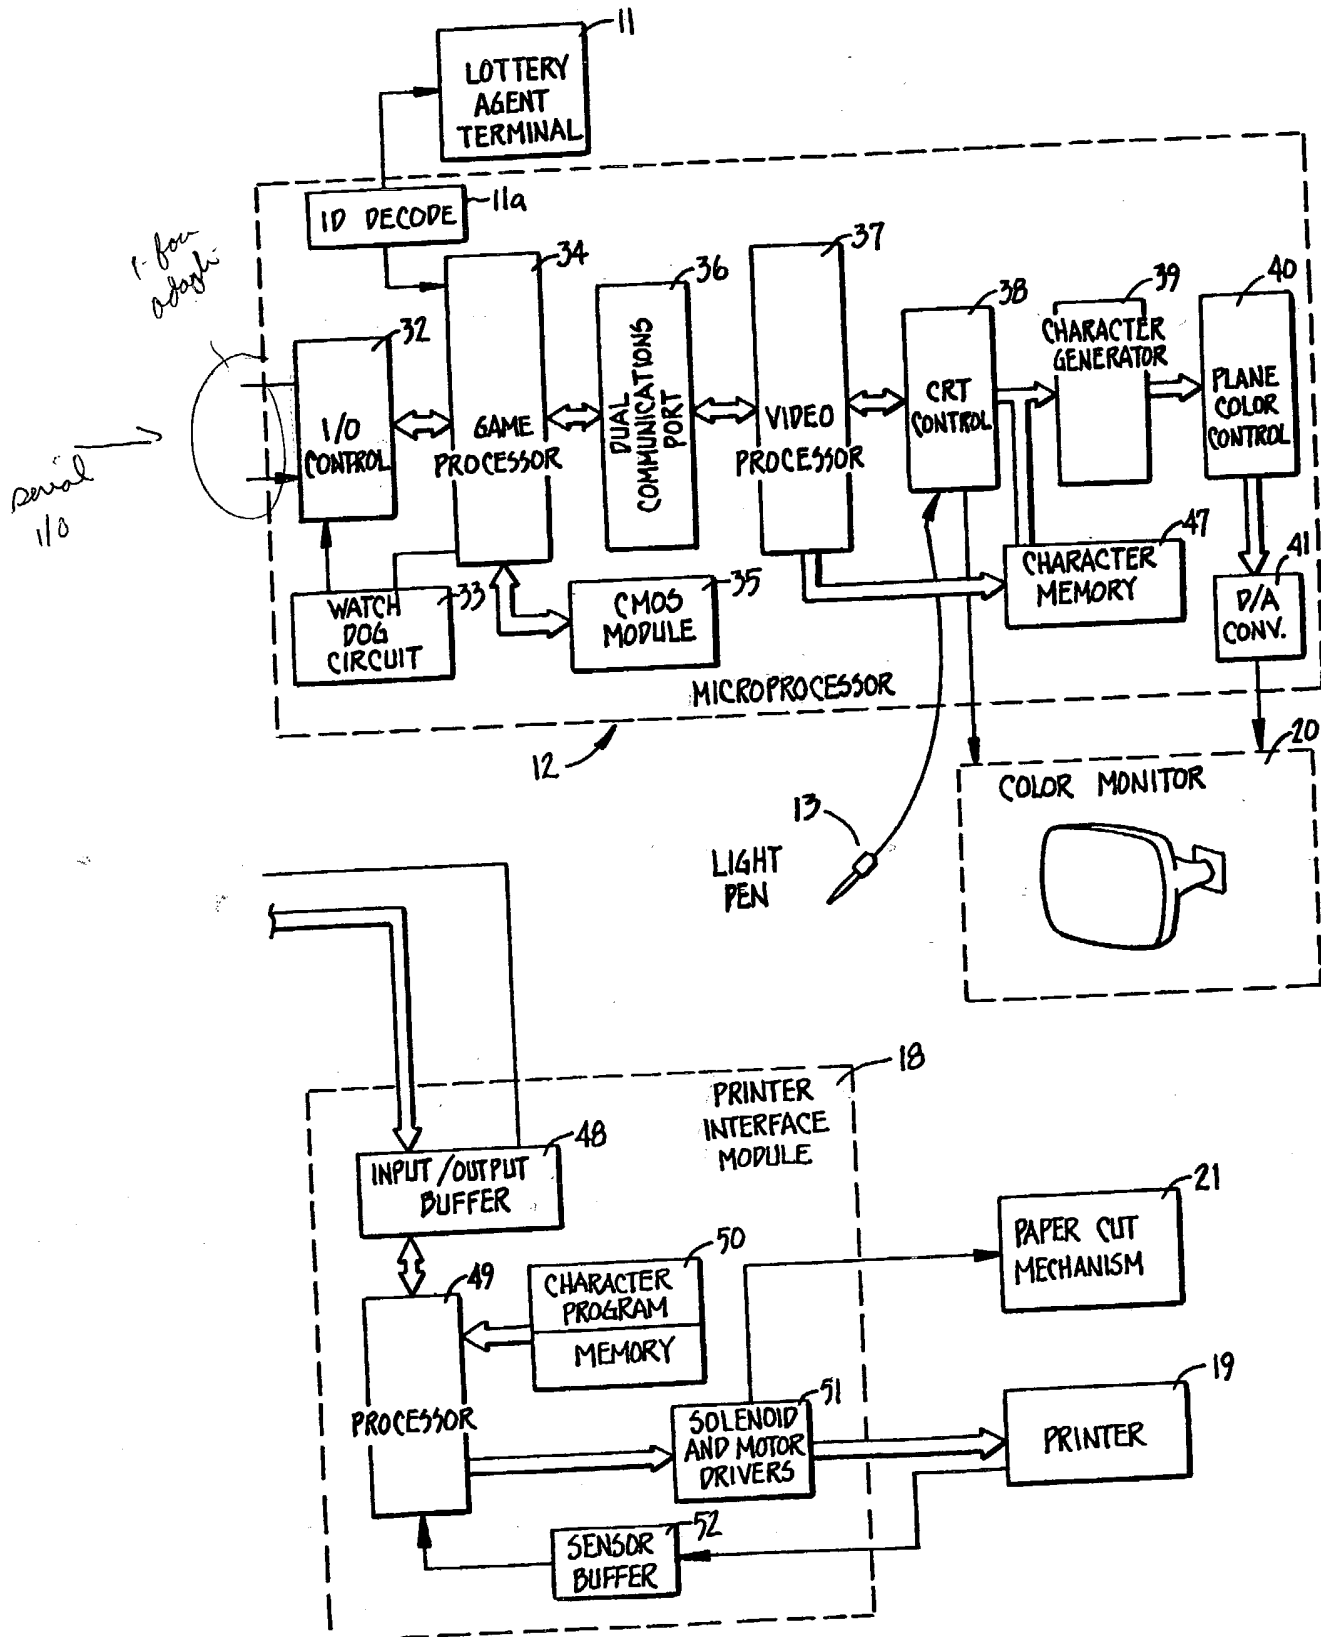 11
LOTTERY
AGENT
TERMINAL
ID DECODE
11a
34
36
37
38
39
40
32
I/O
CONTROL
GAME
PROCESSOR
DUAL
COMMUNICATIONS
PORT
VIDEO
PROCESSOR
CRT
CONTROL
CHARACTER
GENERATOR
PLANE
COLOR
CONTROL
serial
I/O
33
WATCH
DOG
CIRCUIT
35
CMOS
MODULE
47
CHARACTER
MEMORY
41
D/A
CONV.
MICROPROCESSOR
12
20
COLOR MONITOR
13
LIGHT
PEN
18
PRINTER
INTERFACE
MODULE
48
INPUT/OUTPUT
BUFFER
21
PAPER CUT
MECHANISM
49
PROCESSOR
50
CHARACTER
PROGRAM
MEMORY
51
SOLENOID
AND MOTOR
DRIVERS
19
PRINTER
52
SENSOR
BUFFER